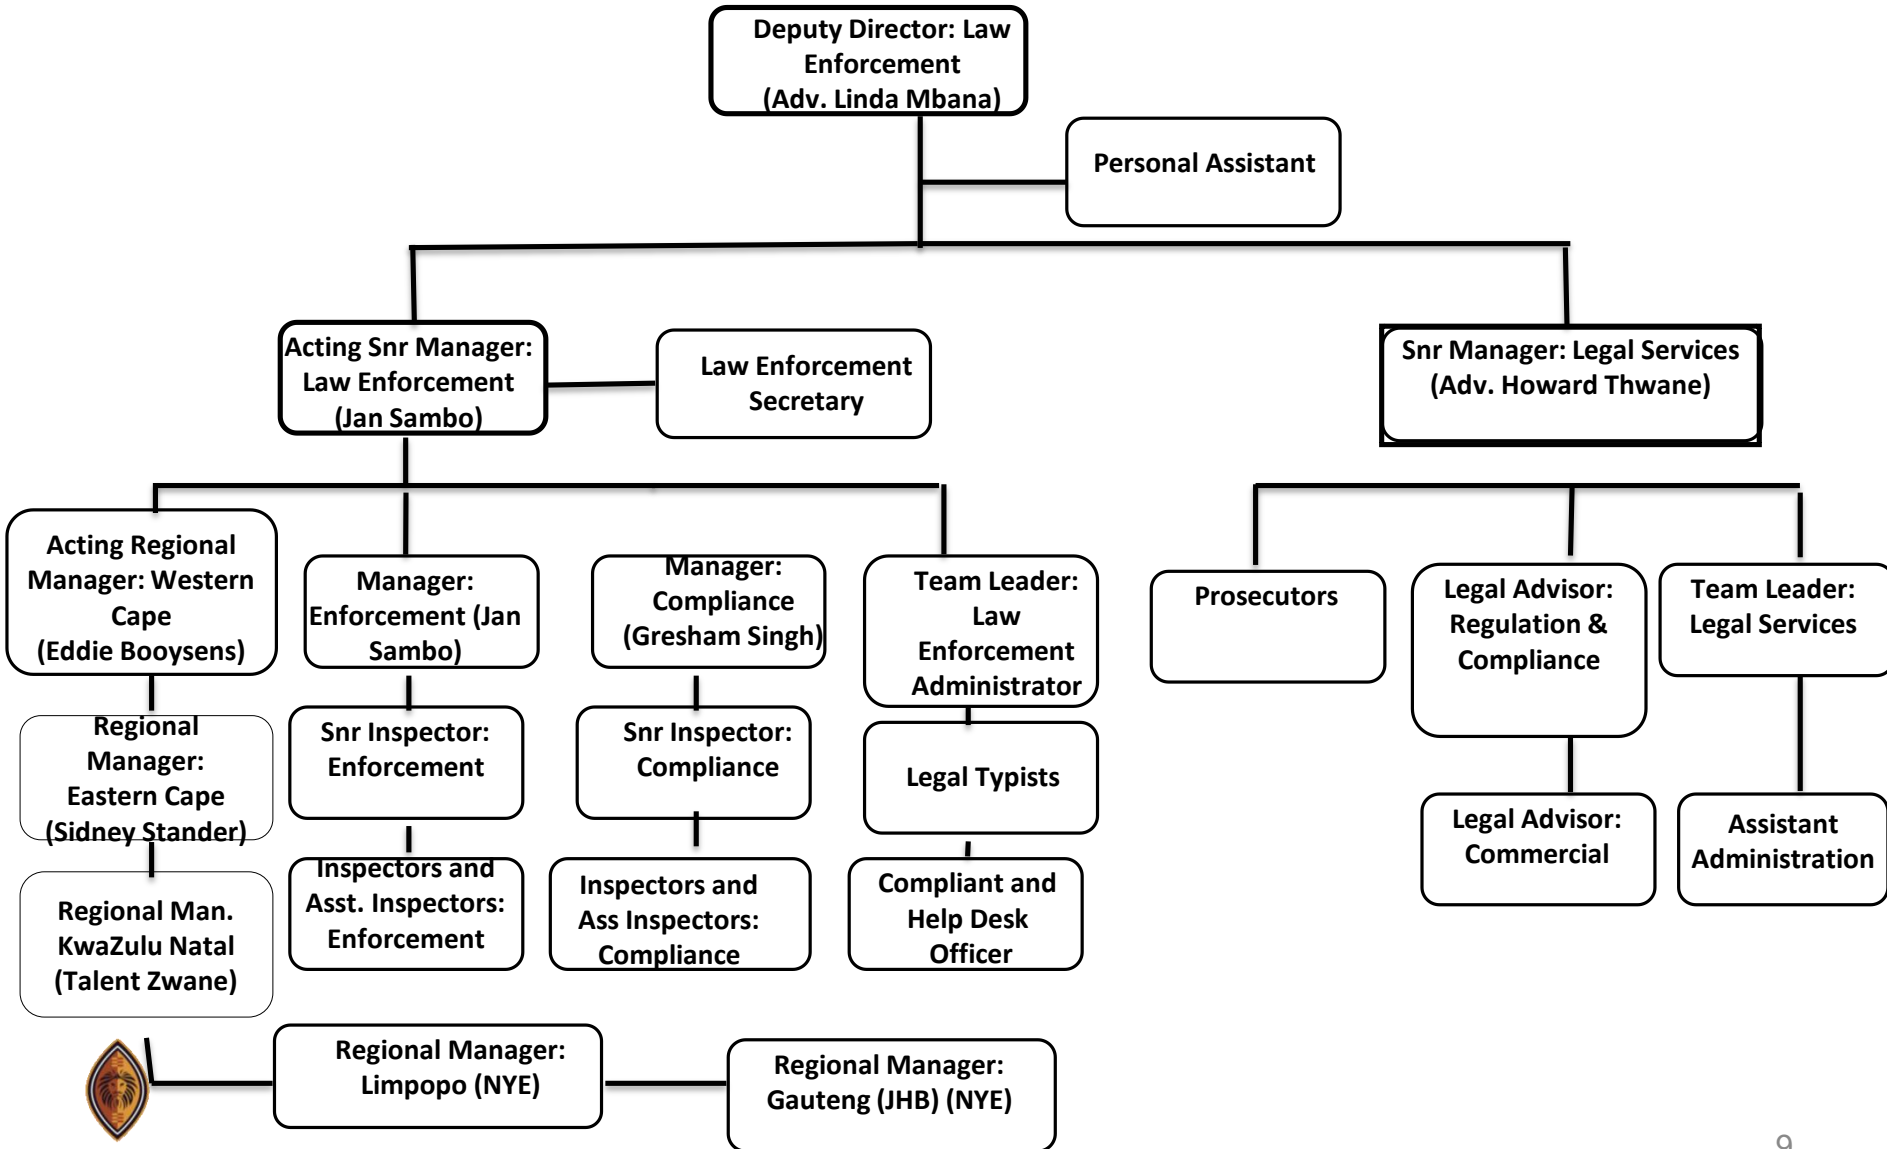 Deputy Director: Law
Enforcement
(Adv. Linda Mbana)
Personal Assistant
Acting Snr Manager:
Law Enforcement
(Jan Sambo)
Law Enforcement
Secretary
Snr Manager: Legal Services
(Adv. Howard Thwane)
Acting Regional
Manager: Western
Cape
(Eddie Booysens)
Manager:
Enforcement (Jan
Sambo)
Manager:
Compliance
(Gresham Singh)
Team Leader:
Law
Enforcement
Administrator
Prosecutors
Legal Advisor:
Regulation &
Compliance
Team Leader:
Legal Services
Regional
Manager:
Eastern Cape
(Sidney Stander)
Snr Inspector:
Enforcement
Snr Inspector:
Compliance
Legal Typists
Legal Advisor:
Commercial
Assistant
Administration
Regional Man.
KwaZulu Natal
(Talent Zwane)
Inspectors and
Asst. Inspectors:
Enforcement
Inspectors and
Ass Inspectors:
Compliance
Compliant and
Help Desk
Officer
Regional Manager:
Limpopo (NYE)
Regional Manager:
Gauteng (JHB) (NYE)
9